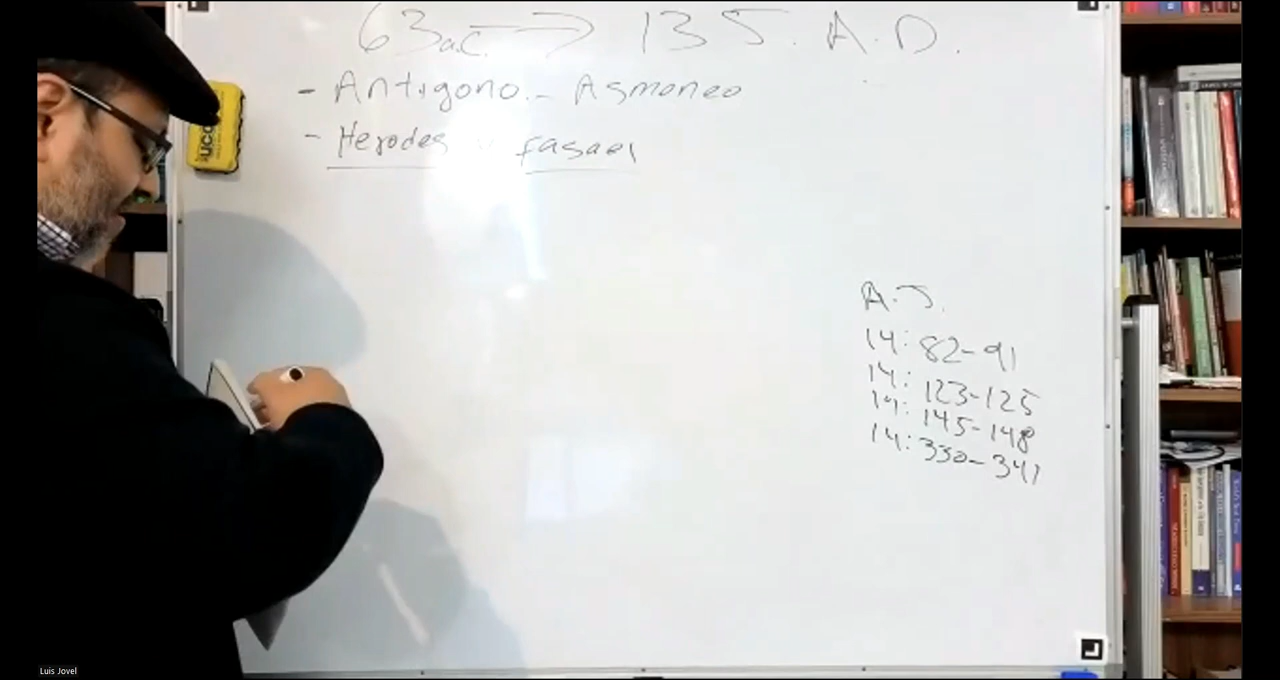 63 a.c. → 135. A.D.
- Antigono.- Asmoneo
- Herodes y fasael
A.J.
14: 82-91
14: 123-125
14: 145-148
14: 330-341
Luis Jovel